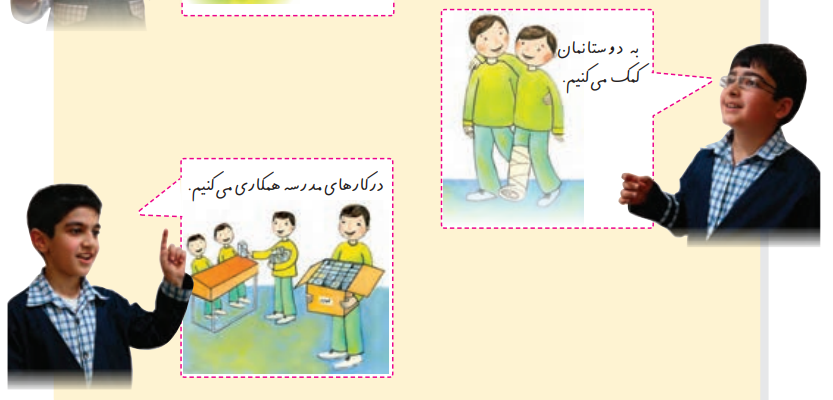 به دوستانمان
کمک می‌کنیم.
در کارهای مدرسه همکاری می‌کنیم.